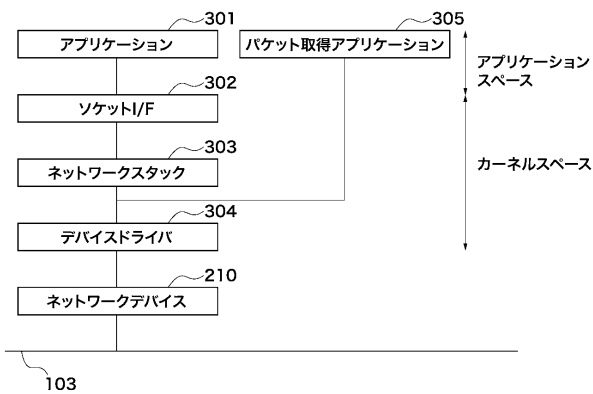 301
アプリケーション
305
パケット取得アプリケーション
アプリケーション
スペース
302
ソケットI/F
303
ネットワークスタック
カーネルスペース
304
デバイスドライバ
210
ネットワークデバイス
103